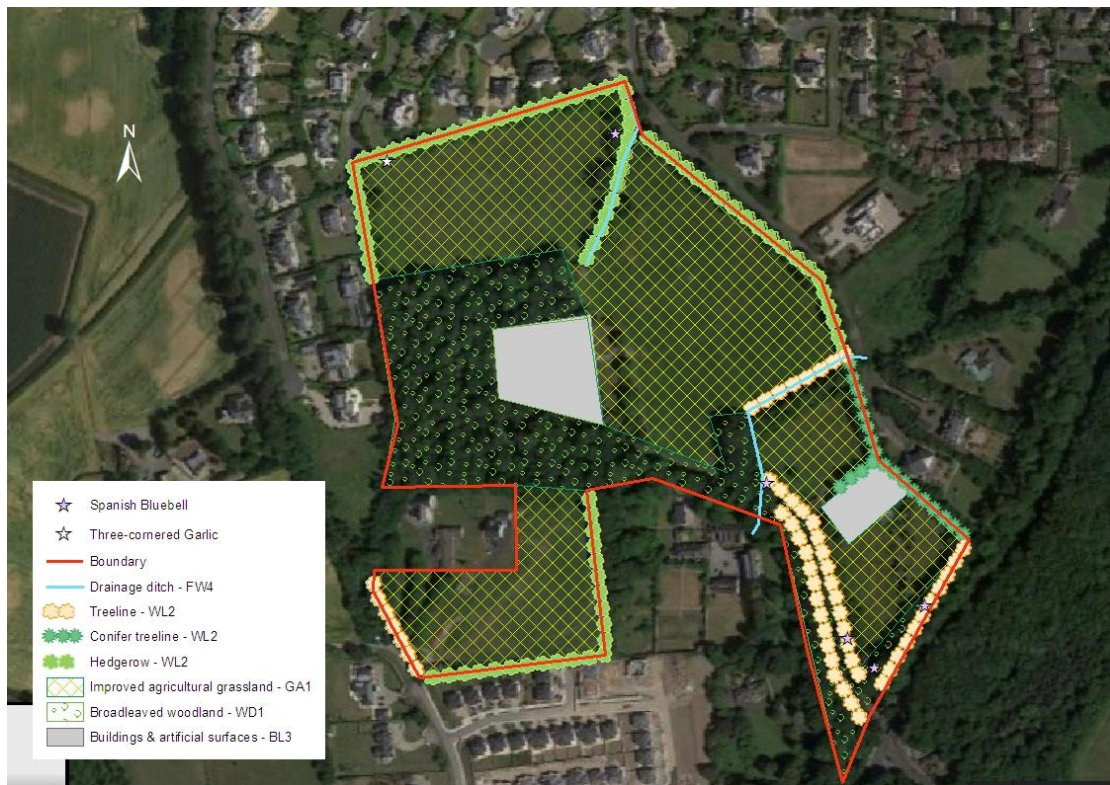 N
Spanish Bluebell
Three-cornered Garlic
Boundary
Drainage ditch - FW4
Treeline - WL2
Conifer treeline - WL2
Hedgerow - WL2
Improved agricultural grassland - GA1
Broadleaved woodland - WD1
Buildings & artificial surfaces - BL3